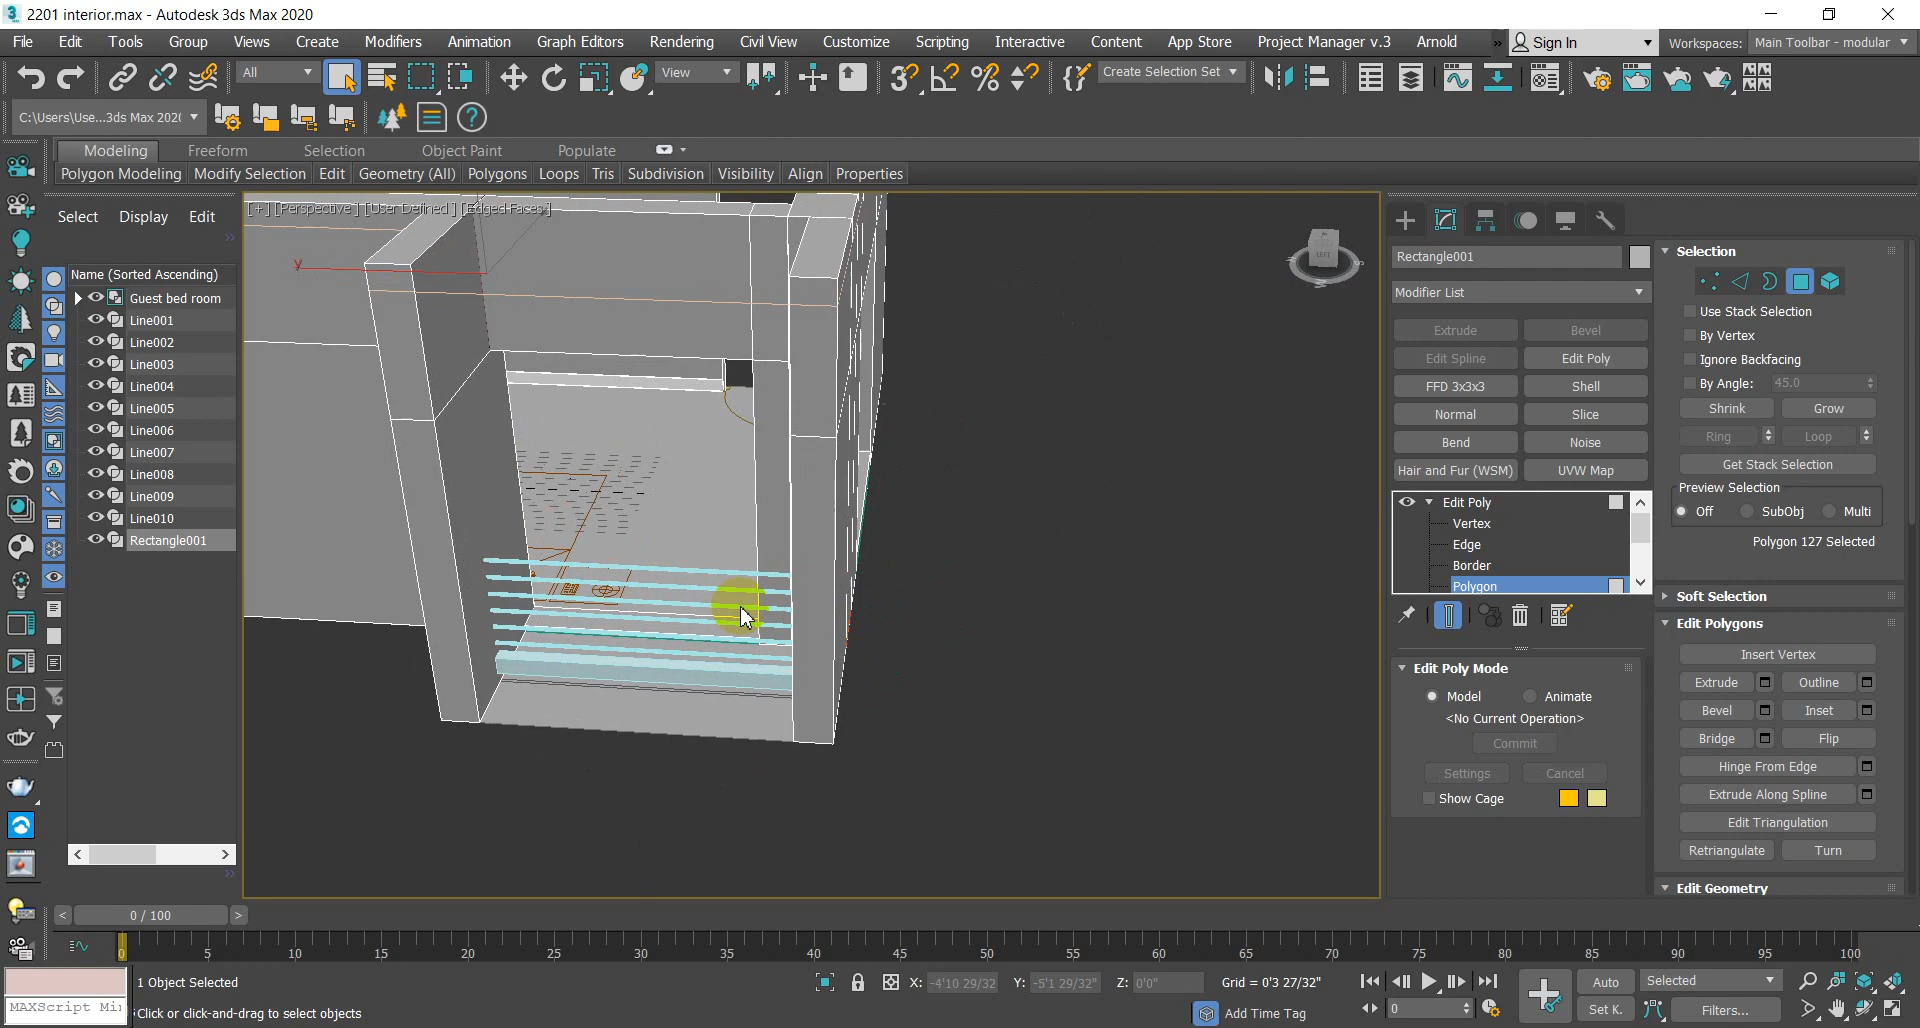 2201 interior.max - Autodesk 3ds Max 2020
File Edit Tools Group Views Create Modifiers Animation Graph Editors Rendering Civil View Customize Scripting Interactive Content App Store Project Manager v.3 Arnold » Sign In Workspaces: Main Toolbar - modular
All View Create Selection Set
C:\Users\Use...3ds Max 202
Modeling Freeform Selection Object Paint Populate
Polygon Modeling Modify Selection Edit Geometry (All) Polygons Loops Tris Subdivision Visibility Align Properties
Select Display Edit
[+] [Perspective] [User Defined] [Edged Faces]
Name (Sorted Ascending)
Guest bed room
Line001
Line002
Line003
Line004
Line005
Line006
Line007
Line008
Line009
Line010
Rectangle001
y
LEFT
Rectangle001
Modifier List
Extrude Bevel
Edit Spline Edit Poly
FFD 3x3x3 Shell
Normal Slice
Bend Noise
Hair and Fur (WSM) UVW Map
Edit Poly
Vertex
Edge
Border
Polygon
Edit Poly Mode
Model Animate
<No Current Operation>
Commit
Settings Cancel
Show Cage
Selection
Use Stack Selection
By Vertex
Ignore Backfacing
By Angle: 45.0
Shrink Grow
Ring Loop
Get Stack Selection
Preview Selection
Off SubObj Multi
Polygon 127 Selected
Soft Selection
Edit Polygons
Insert Vertex
Extrude Outline
Bevel Inset
Bridge Flip
Hinge From Edge
Extrude Along Spline
Edit Triangulation
Retriangulate Turn
Edit Geometry
< 0 / 100 >
0 5 10 15 20 25 30 35 40 45 50 55 60 65 70 75 80 85 90 95 100
1 Object Selected X: -4'10 29/32 Y: -5'1 29/32" Z: 0'0" Grid = 0'3 27/32" Auto Selected
MAXScript Mi Click or click-and-drag to select objects Add Time Tag 0 Set K. Filters...